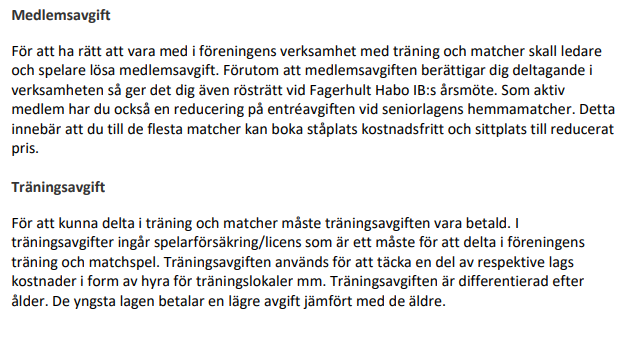 Medlemsavgift
För att ha rätt att vara med i föreningens verksamhet med träning och matcher skall ledare
och spelare lösa medlemsavgift. Förutom att medlemsavgiften berättigar dig deltagande i
verksamheten så ger det dig även rösträtt vid Fagerhult Habo IB:s årsmöte. Som aktiv
medlem har du också en reducering på entréavgiften vid seniorlagens hemmamatcher. Detta
innebär att du till de flesta matcher kan boka ståplats kostnadsfritt och sittplats till reducerat
pris.
Träningsavgift
För att kunna delta i träning och matcher måste träningsavgiften vara betald. I
träningsavgifter ingår spelarförsäkring/licens som är ett måste för att delta i föreningens
träning och matchspel. Träningsavgiften används för att täcka en del av respektive lags
kostnader i form av hyra för träningslokaler mm. Träningsavgiften är differentierad efter
ålder. De yngsta lagen betalar en lägre avgift jämfört med de äldre.